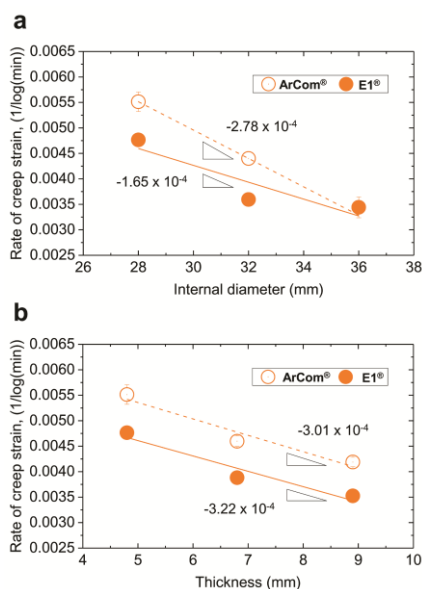 a
Rate of creep strain, (1/log(min))
0.0065
0.0060
0.0055
0.0050
0.0045
0.0040
0.0035
0.0030
0.0025
ArCom® E1®
-2.78 x 10-4
-1.65 x 10-4
26 28 30 32 34 36 38
Internal diameter (mm)
b
Rate of creep strain, (1/log(min))
0.0065
0.0060
0.0055
0.0050
0.0045
0.0040
0.0035
0.0030
0.0025
ArCom® E1®
-3.01 x 10-4
-3.22 x 10-4
4 5 6 7 8 9 10
Thickness (mm)